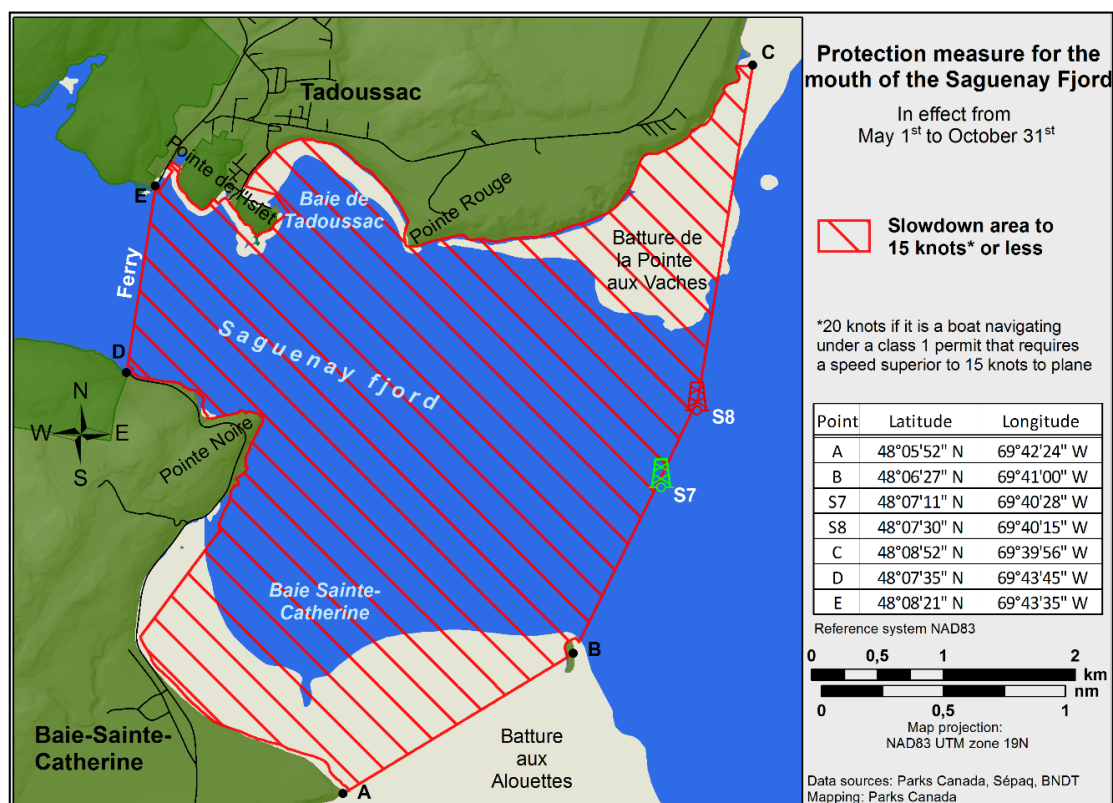 C
Tadoussac
Pointe de l'Islet
E
Baie de
Tadoussac
Pointe Rouge
Batture de
la Pointe
aux Vaches
Ferry
Saguenay fjord
D
N
W E
S
Pointe Noire
S8
S7
Baie Sainte-
Catherine
B
Baie-Sainte-
Catherine
Batture
aux
Alouettes
A
Protection measure for the
mouth of the Saguenay Fjord
In effect from
May 1st to October 31st
Slowdown area to
15 knots* or less
*20 knots if it is a boat navigating
under a class 1 permit that requires
a speed superior to 15 knots to plane
Point Latitude Longitude
A 48°05'52" N 69°42'24" W
B 48°06'27" N 69°41'00" W
S7 48°07'11" N 69°40'28" W
S8 48°07'30" N 69°40'15" W
C 48°08'52" N 69°39'56" W
D 48°07'35" N 69°43'45" W
E 48°08'21" N 69°43'35" W
Reference system NAD83
0 0,5 1 2
km
nm
0 0,5 1
Map projection:
NAD83 UTM zone 19N
Data sources: Parks Canada, Sépaq, BNDT
Mapping: Parks Canada